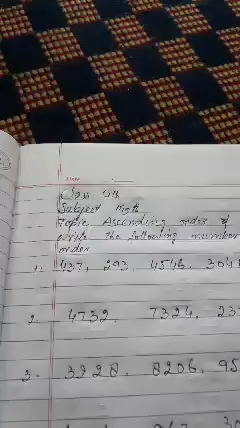 Date
Class 4th
Subject Math
Topic Ascending order of
write the following number
order
1. 437, 293, 4546, 304
2. 4732, 7324, 23
3. 3928, 8206, 95